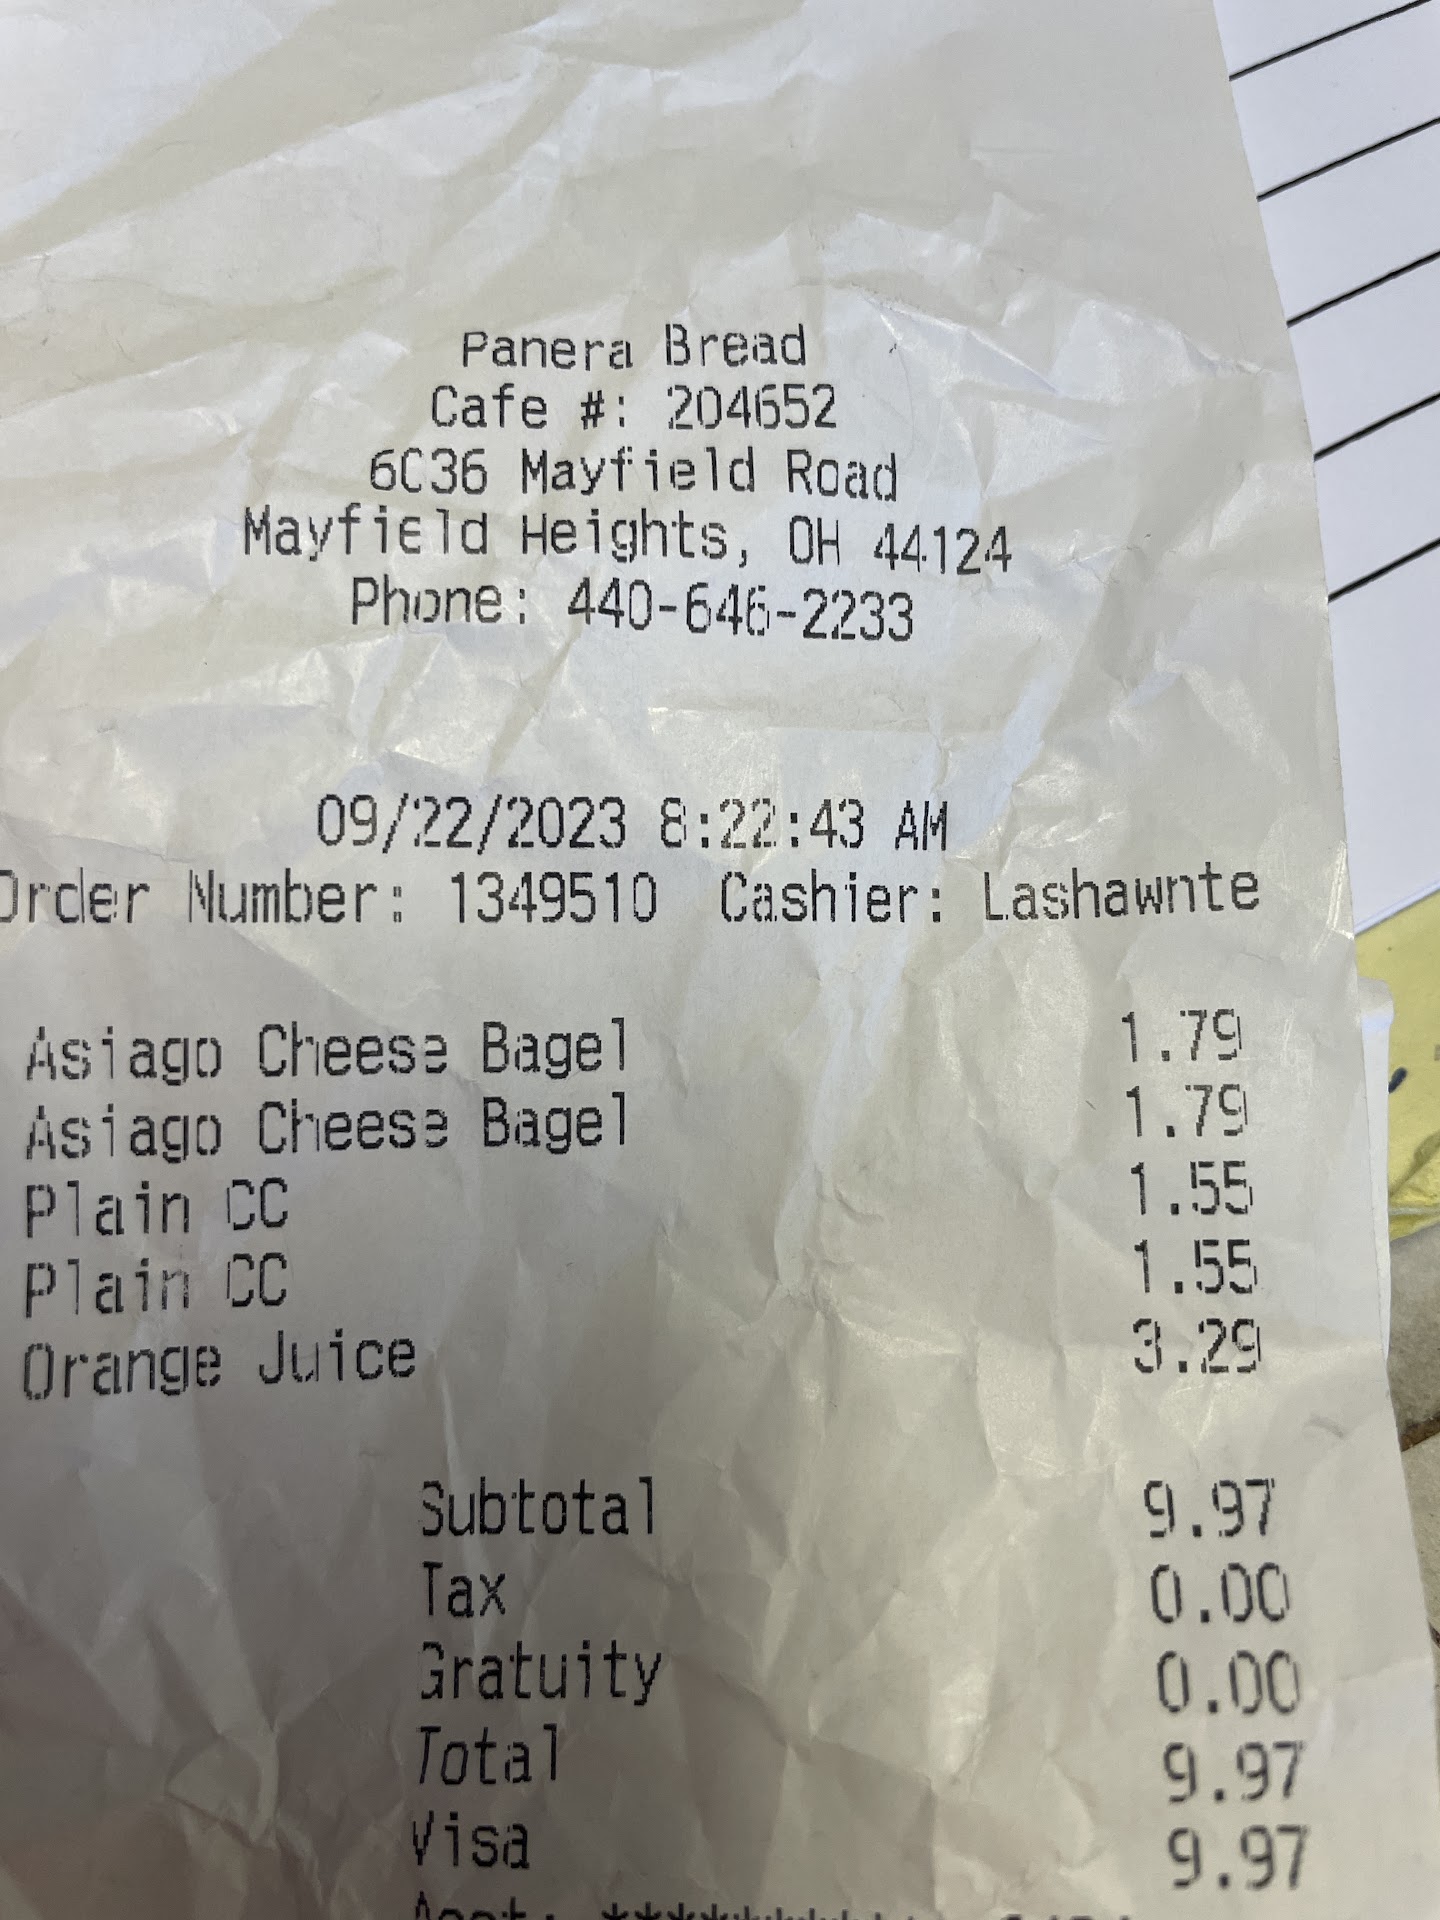 Panera Bread
Cafe #: 204652
6036 Mayfield Road
Mayfield Heights, OH 44124
Phone: 440-646-2233
09/22/2023 8:22:43 AM
Order Number: 1349510 Cashier: Lashawnte
Asiago Cheese Bagel 1.79
Asiago Cheese Bagel 1.79
Plain CC 1.55
Plain CC 1.55
Orange Juice 3.29
Subtotal 9.97
Tax 0.00
Gratuity 0.00
Total 9.97
Visa 9.97